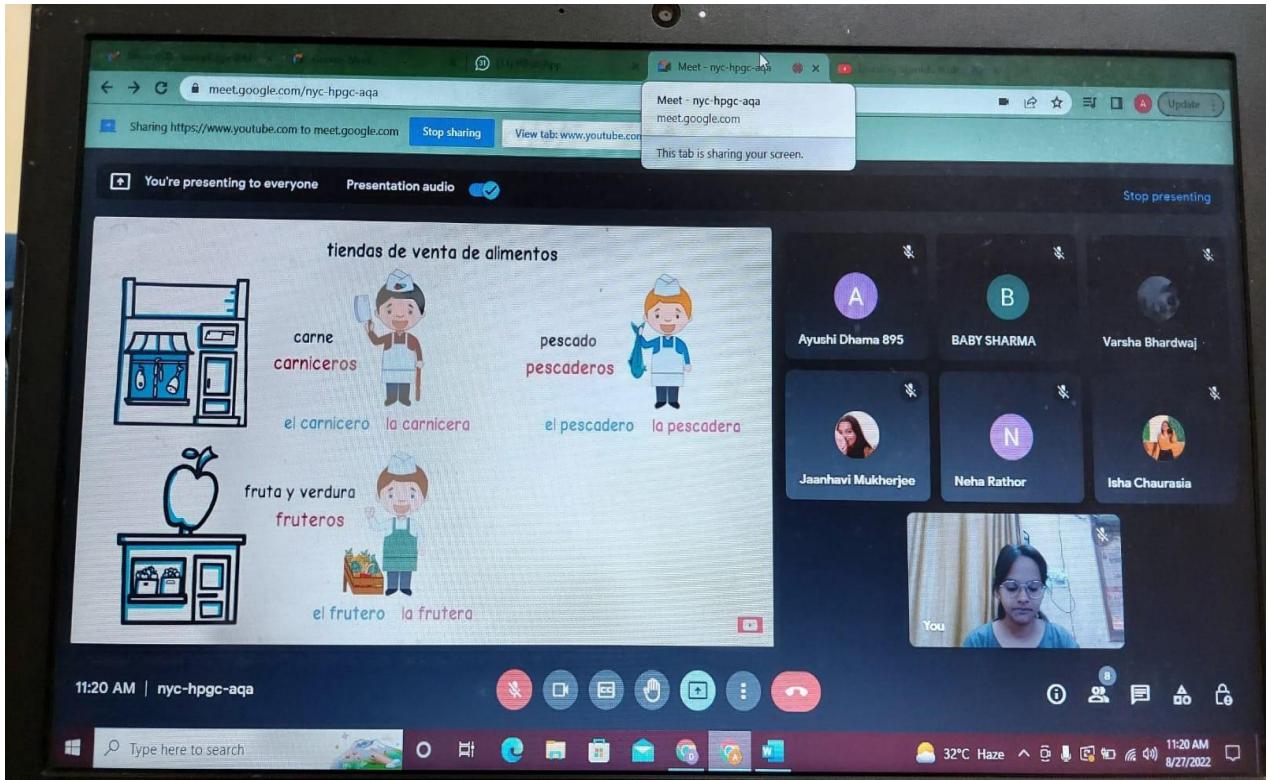 Meet - nyc-hpgc-aqa
meet.google.com/nyc-hpgc-aqa
Update
Meet - nyc-hpgc-aqa
meet.google.com
This tab is sharing your screen.
Sharing https://www.youtube.com to meet.google.com
Stop sharing
View tab: www.youtube.com
You're presenting to everyone
Presentation audio
Stop presenting
tiendas de venta de alimentos
carne
carniceros
el carnicero la carnicera
pescado
pescaderos
el pescadero la pescadera
fruta y verdura
fruteros
el frutero la frutera
A
Ayushi Dhama 895
B
BABY SHARMA
Varsha Bhardwaj
Jaanhavi Mukherjee
N
Neha Rathor
Isha Chaurasia
You
11:20 AM | nyc-hpgc-aqa
8
Type here to search
32°C Haze
11:20 AM
8/27/2022